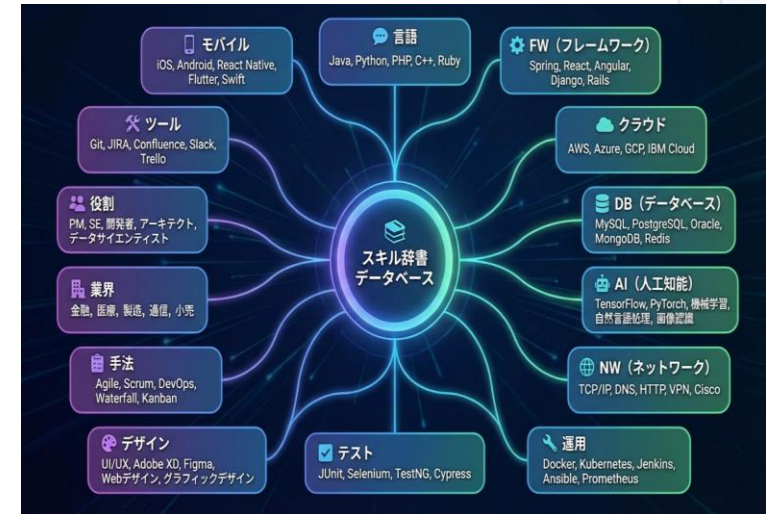 モバイル
iOS, Android, React Native,
Flutter, Swift
言語
Java, Python, PHP, C++, Ruby
FW（フレームワーク）
Spring, React, Angular,
Django, Rails
ツール
Git, JIRA, Confluence, Slack,
Trello
クラウド
AWS, Azure, GCP, IBM Cloud
役割
PM, SE, 開発者, アーキテクト,
データサイエンティスト
スキル辞書
データベース
DB（データベース）
MySQL, PostgreSQL, Oracle,
MongoDB, Redis
業界
金融, 医療, 製造, 通信, 小売
AI（人工知能）
TensorFlow, PyTorch, 機械学習,
自然言語処理, 画像認識
手法
Agile, Scrum, DevOps,
Waterfall, Kanban
NW（ネットワーク）
TCP/IP, DNS, HTTP, VPN, Cisco
デザイン
UI/UX, Adobe XD, Figma,
Webデザイン, グラフィックデザイン
テスト
JUnit, Selenium, TestNG, Cypress
運用
Docker, Kubernetes, Jenkins,
Ansible, Prometheus